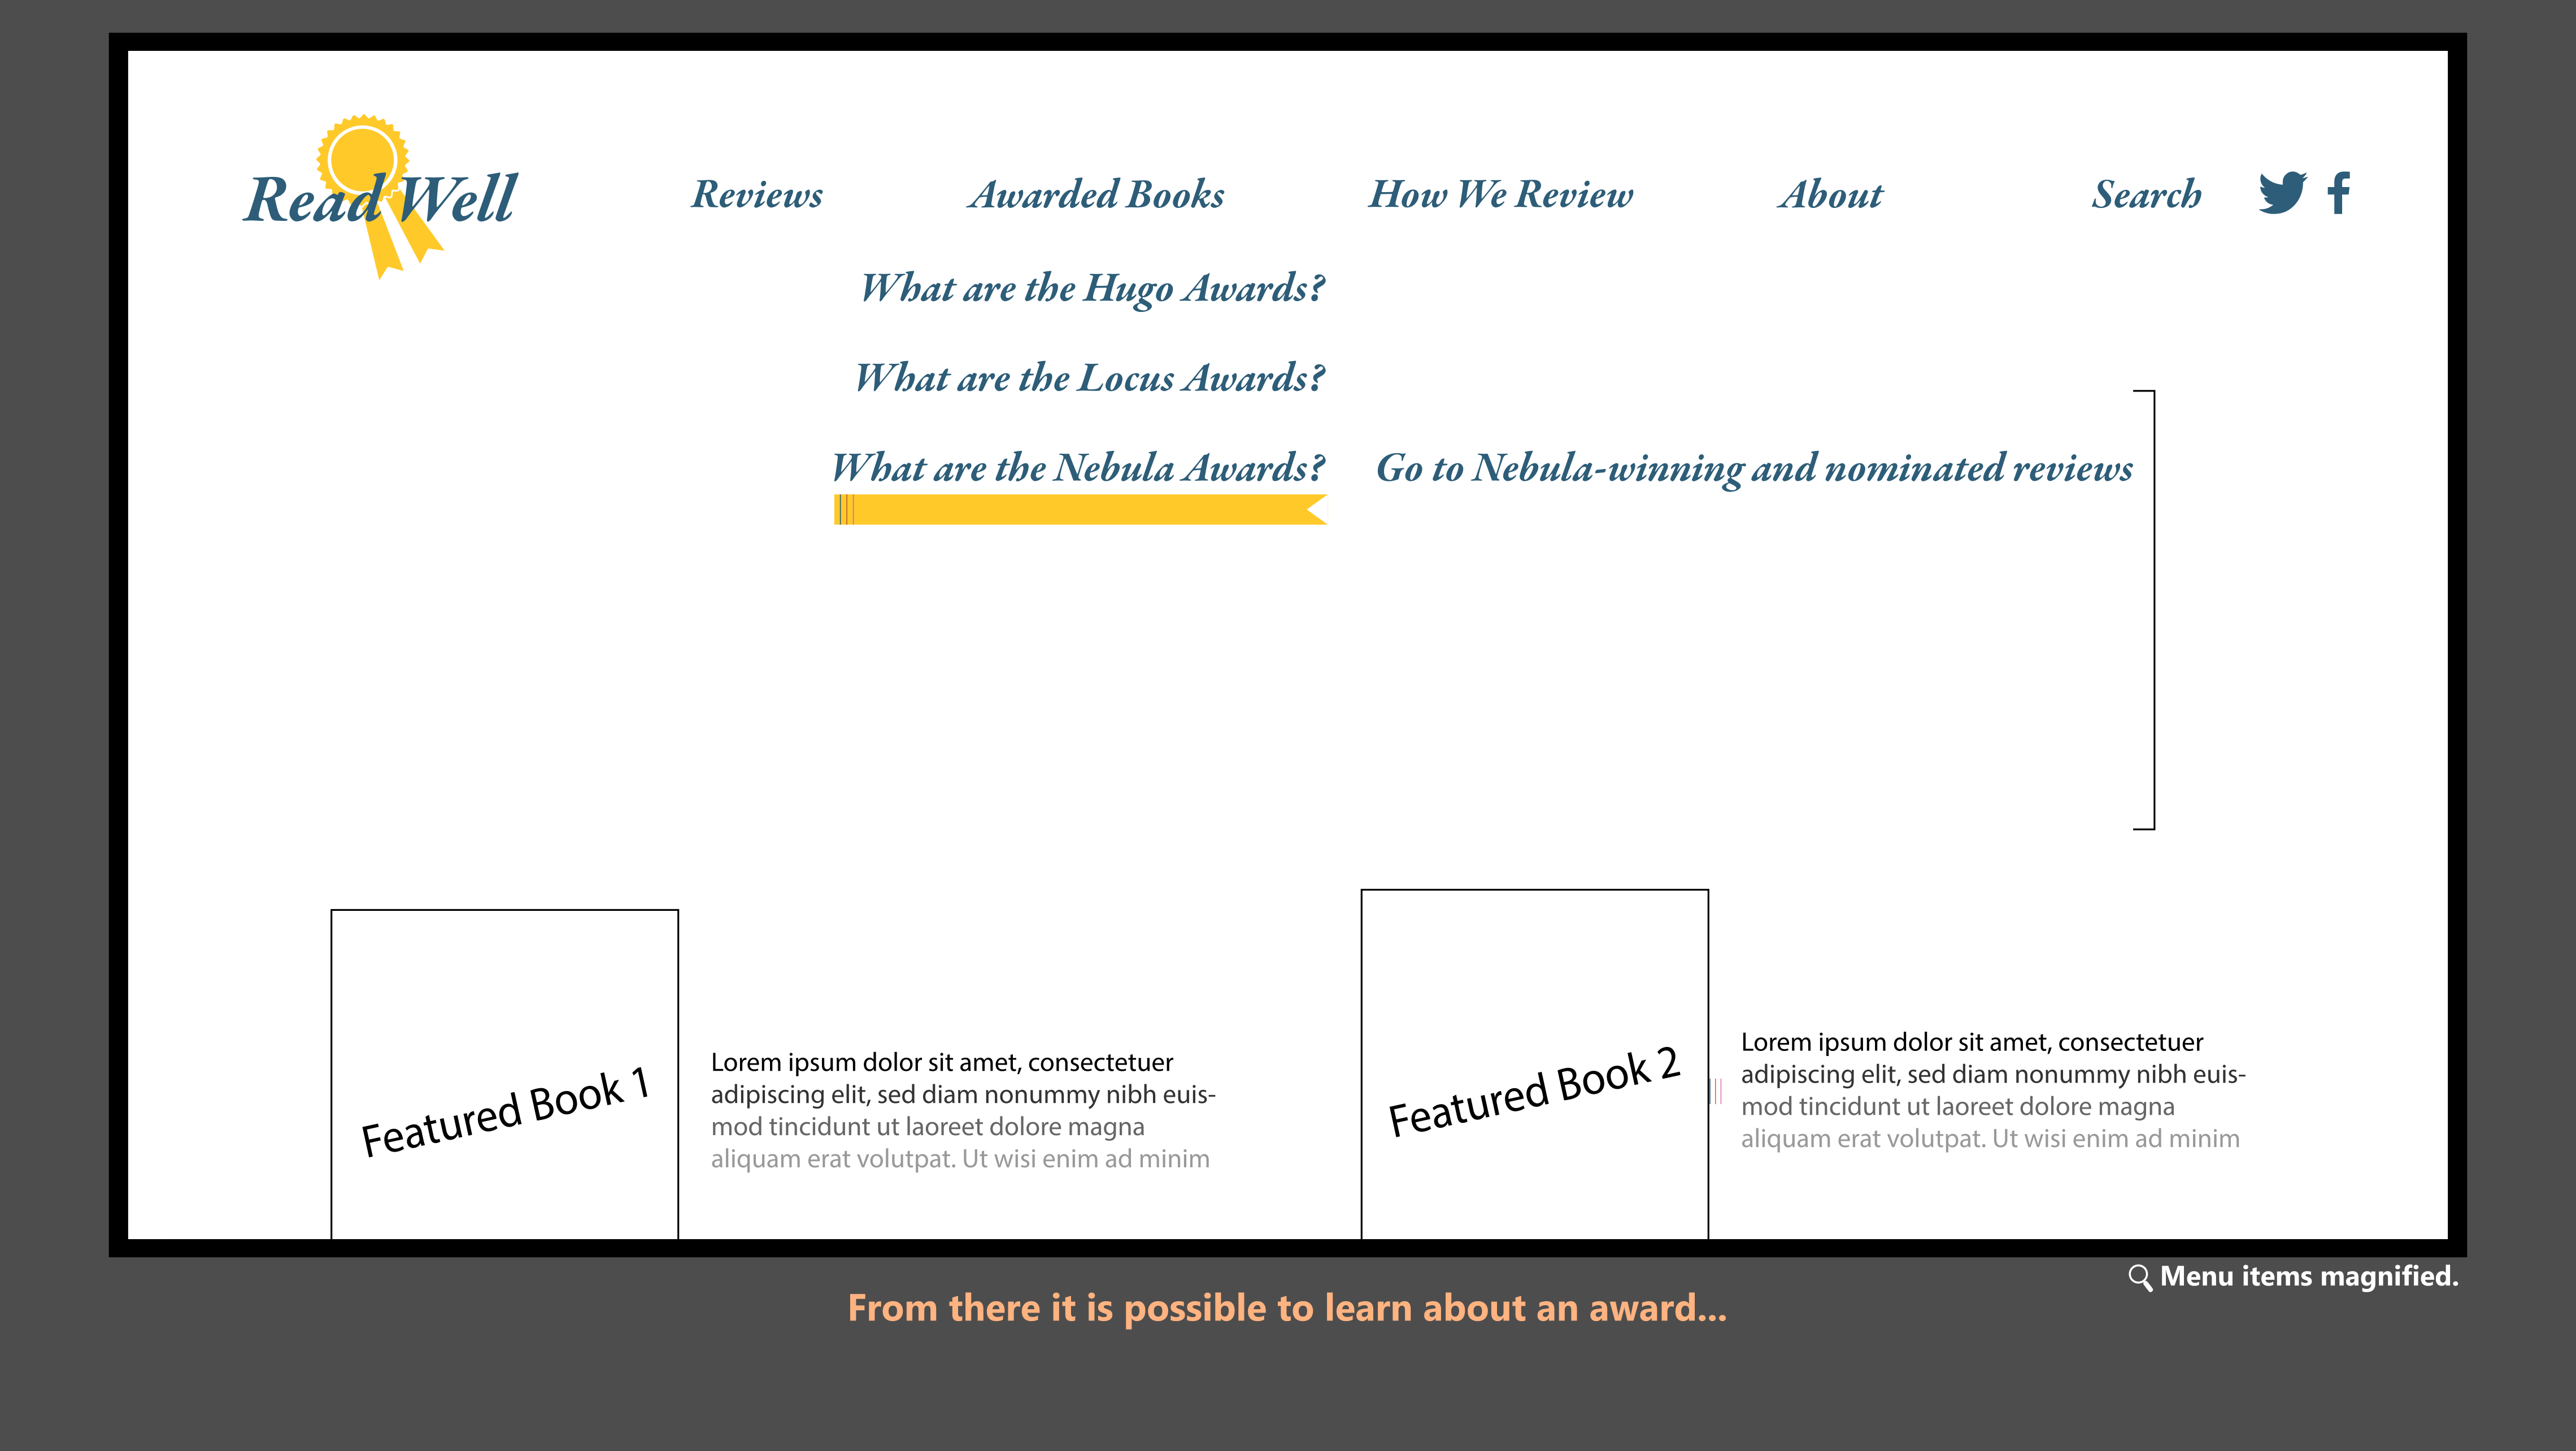 Read Well
Reviews
Awarded Books
How We Review
About
Search
What are the Hugo Awards?
What are the Locus Awards?
What are the Nebula Awards?
Go to Nebula-winning and nominated reviews
Featured Book 1
Lorem ipsum dolor sit amet, consectetuer
adipiscing elit, sed diam nonummy nibh euis-
mod tincidunt ut laoreet dolore magna
aliquam erat volutpat. Ut wisi enim ad minim
Featured Book 2
Lorem ipsum dolor sit amet, consectetuer
adipiscing elit, sed diam nonummy nibh euis-
mod tincidunt ut laoreet dolore magna
aliquam erat volutpat. Ut wisi enim ad minim
Menu items magnified.
From there it is possible to learn about an award...